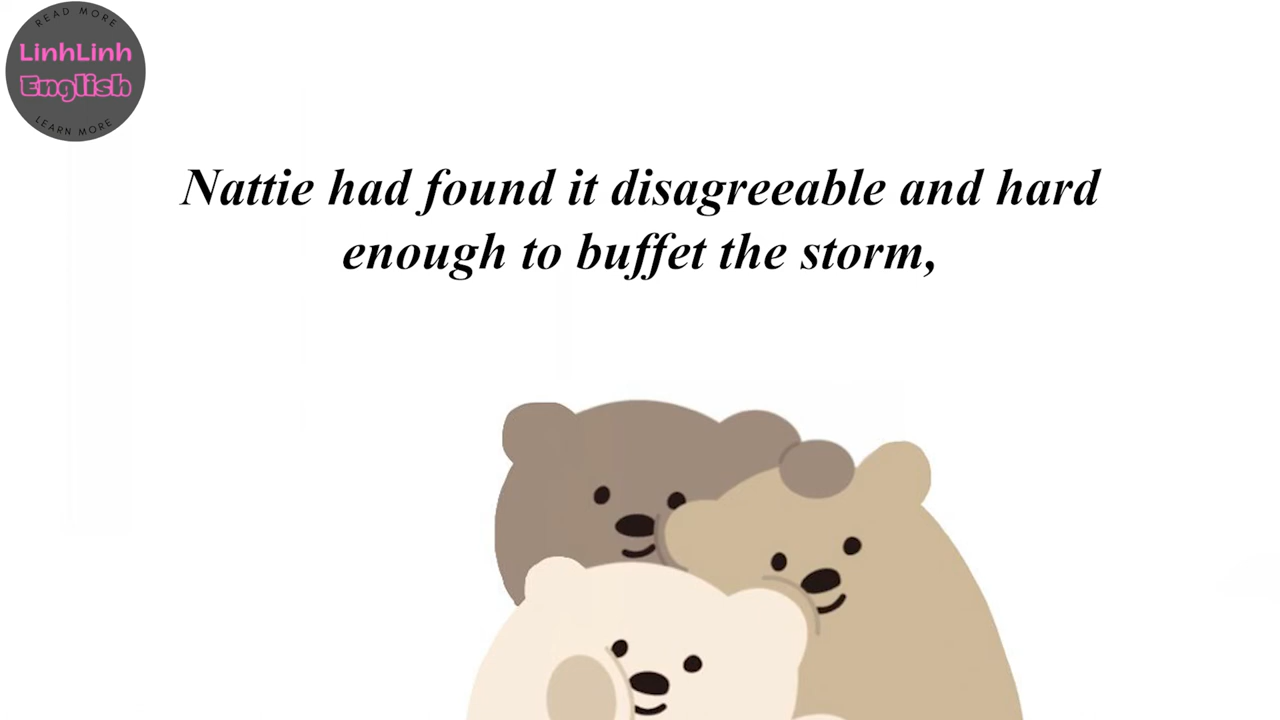 READ MORE
LinhLinh
English
LEARN MORE
Nattie had found it disagreeable and hard
enough to buffet the storm,